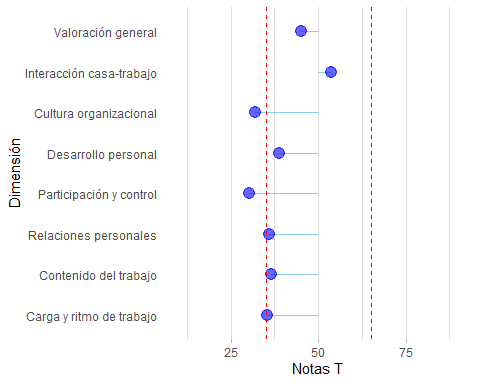 Valoración general
Interacción casa-trabajo
Cultura organizacional
Desarrollo personal
Participación y control
Relaciones personales
Contenido del trabajo
Carga y ritmo de trabajo
Dimensión
25 50 75
Notas T